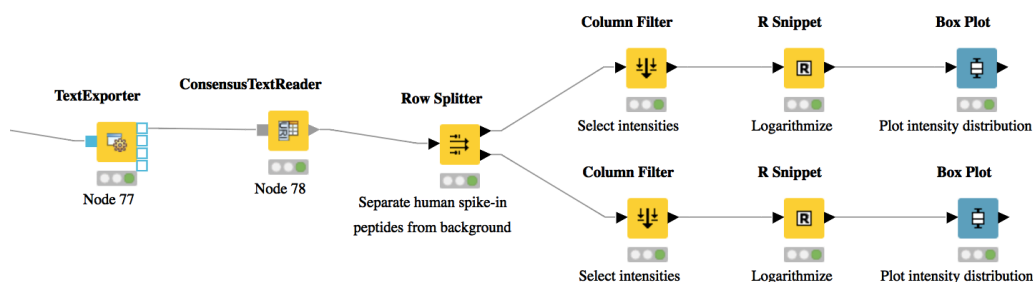 Column Filter
R Snippet
Box Plot
TextExporter
ConsensusTextReader
Row Splitter
R
Select intensities
Logarithmize
Plot intensity distribution
Node 77
Node 78
Separate human spike-in
peptides from background
Column Filter
R Snippet
Box Plot
R
Select intensities
Logarithmize
Plot intensity distribution